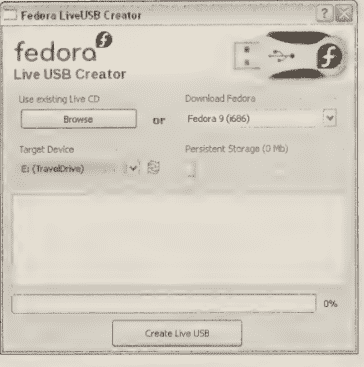 Fedora LiveUSB Creator
fedora
Live USB Creator
Use existing Live CD
Browse
or
Download Fedora
Fedora 9 (i686)
Target Device
E: (TravelDrive)
Persistent Storage (0 Mb)
0%
Create Live USB